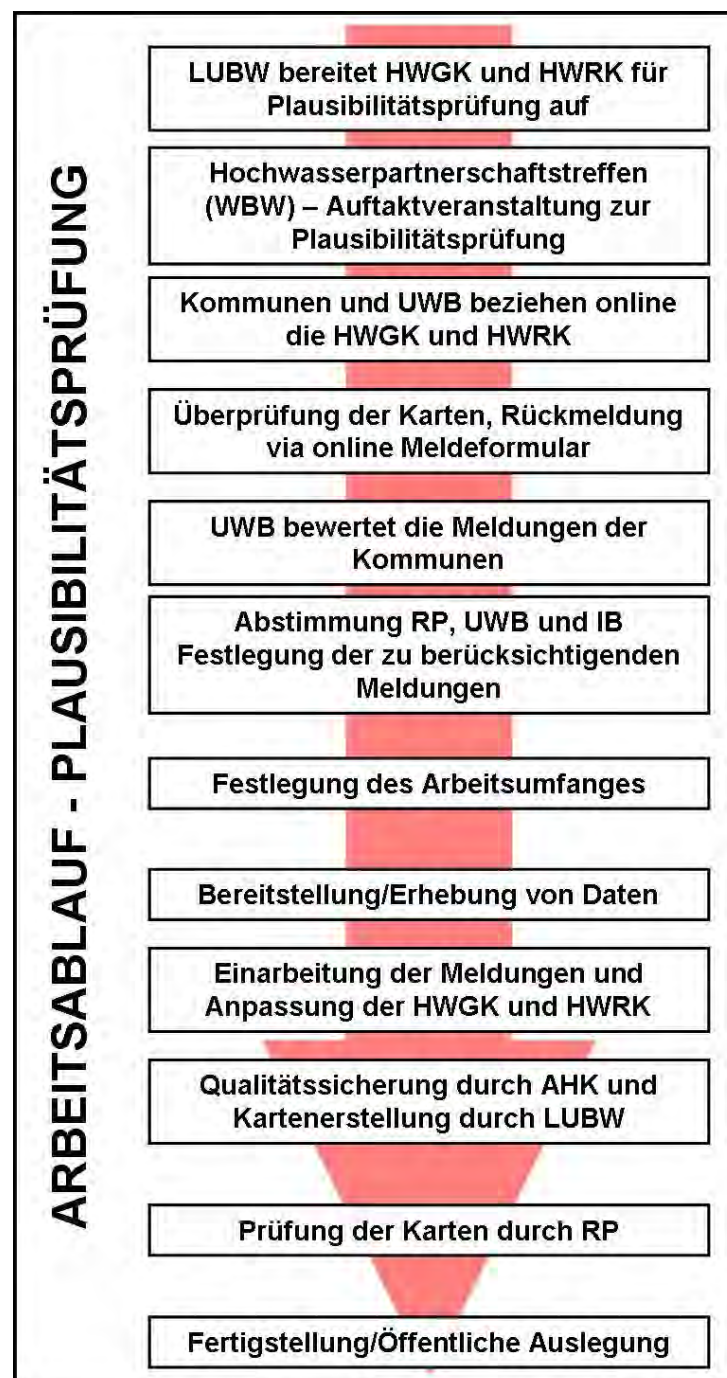 ARBEITSABLAUF - PLAUSIBILITÄTSPRÜFUNG
LUBW bereitet HWGK und HWRK für
Plausibilitätsprüfung auf
Hochwasserpartnerschaftstreffen
(WBW) – Auftaktveranstaltung zur
Plausibilitätsprüfung
Kommunen und UWB beziehen online
die HWGK und HWRK
Überprüfung der Karten, Rückmeldung
via online Meldeformular
UWB bewertet die Meldungen der
Kommunen
Abstimmung RP, UWB und IB
Festlegung der zu berücksichtigenden
Meldungen
Festlegung des Arbeitsumfanges
Bereitstellung/Erhebung von Daten
Einarbeitung der Meldungen und
Anpassung der HWGK und HWRK
Qualitätssicherung durch AHK und
Kartenerstellung durch LUBW
Prüfung der Karten durch RP
Fertigstellung/Öffentliche Auslegung